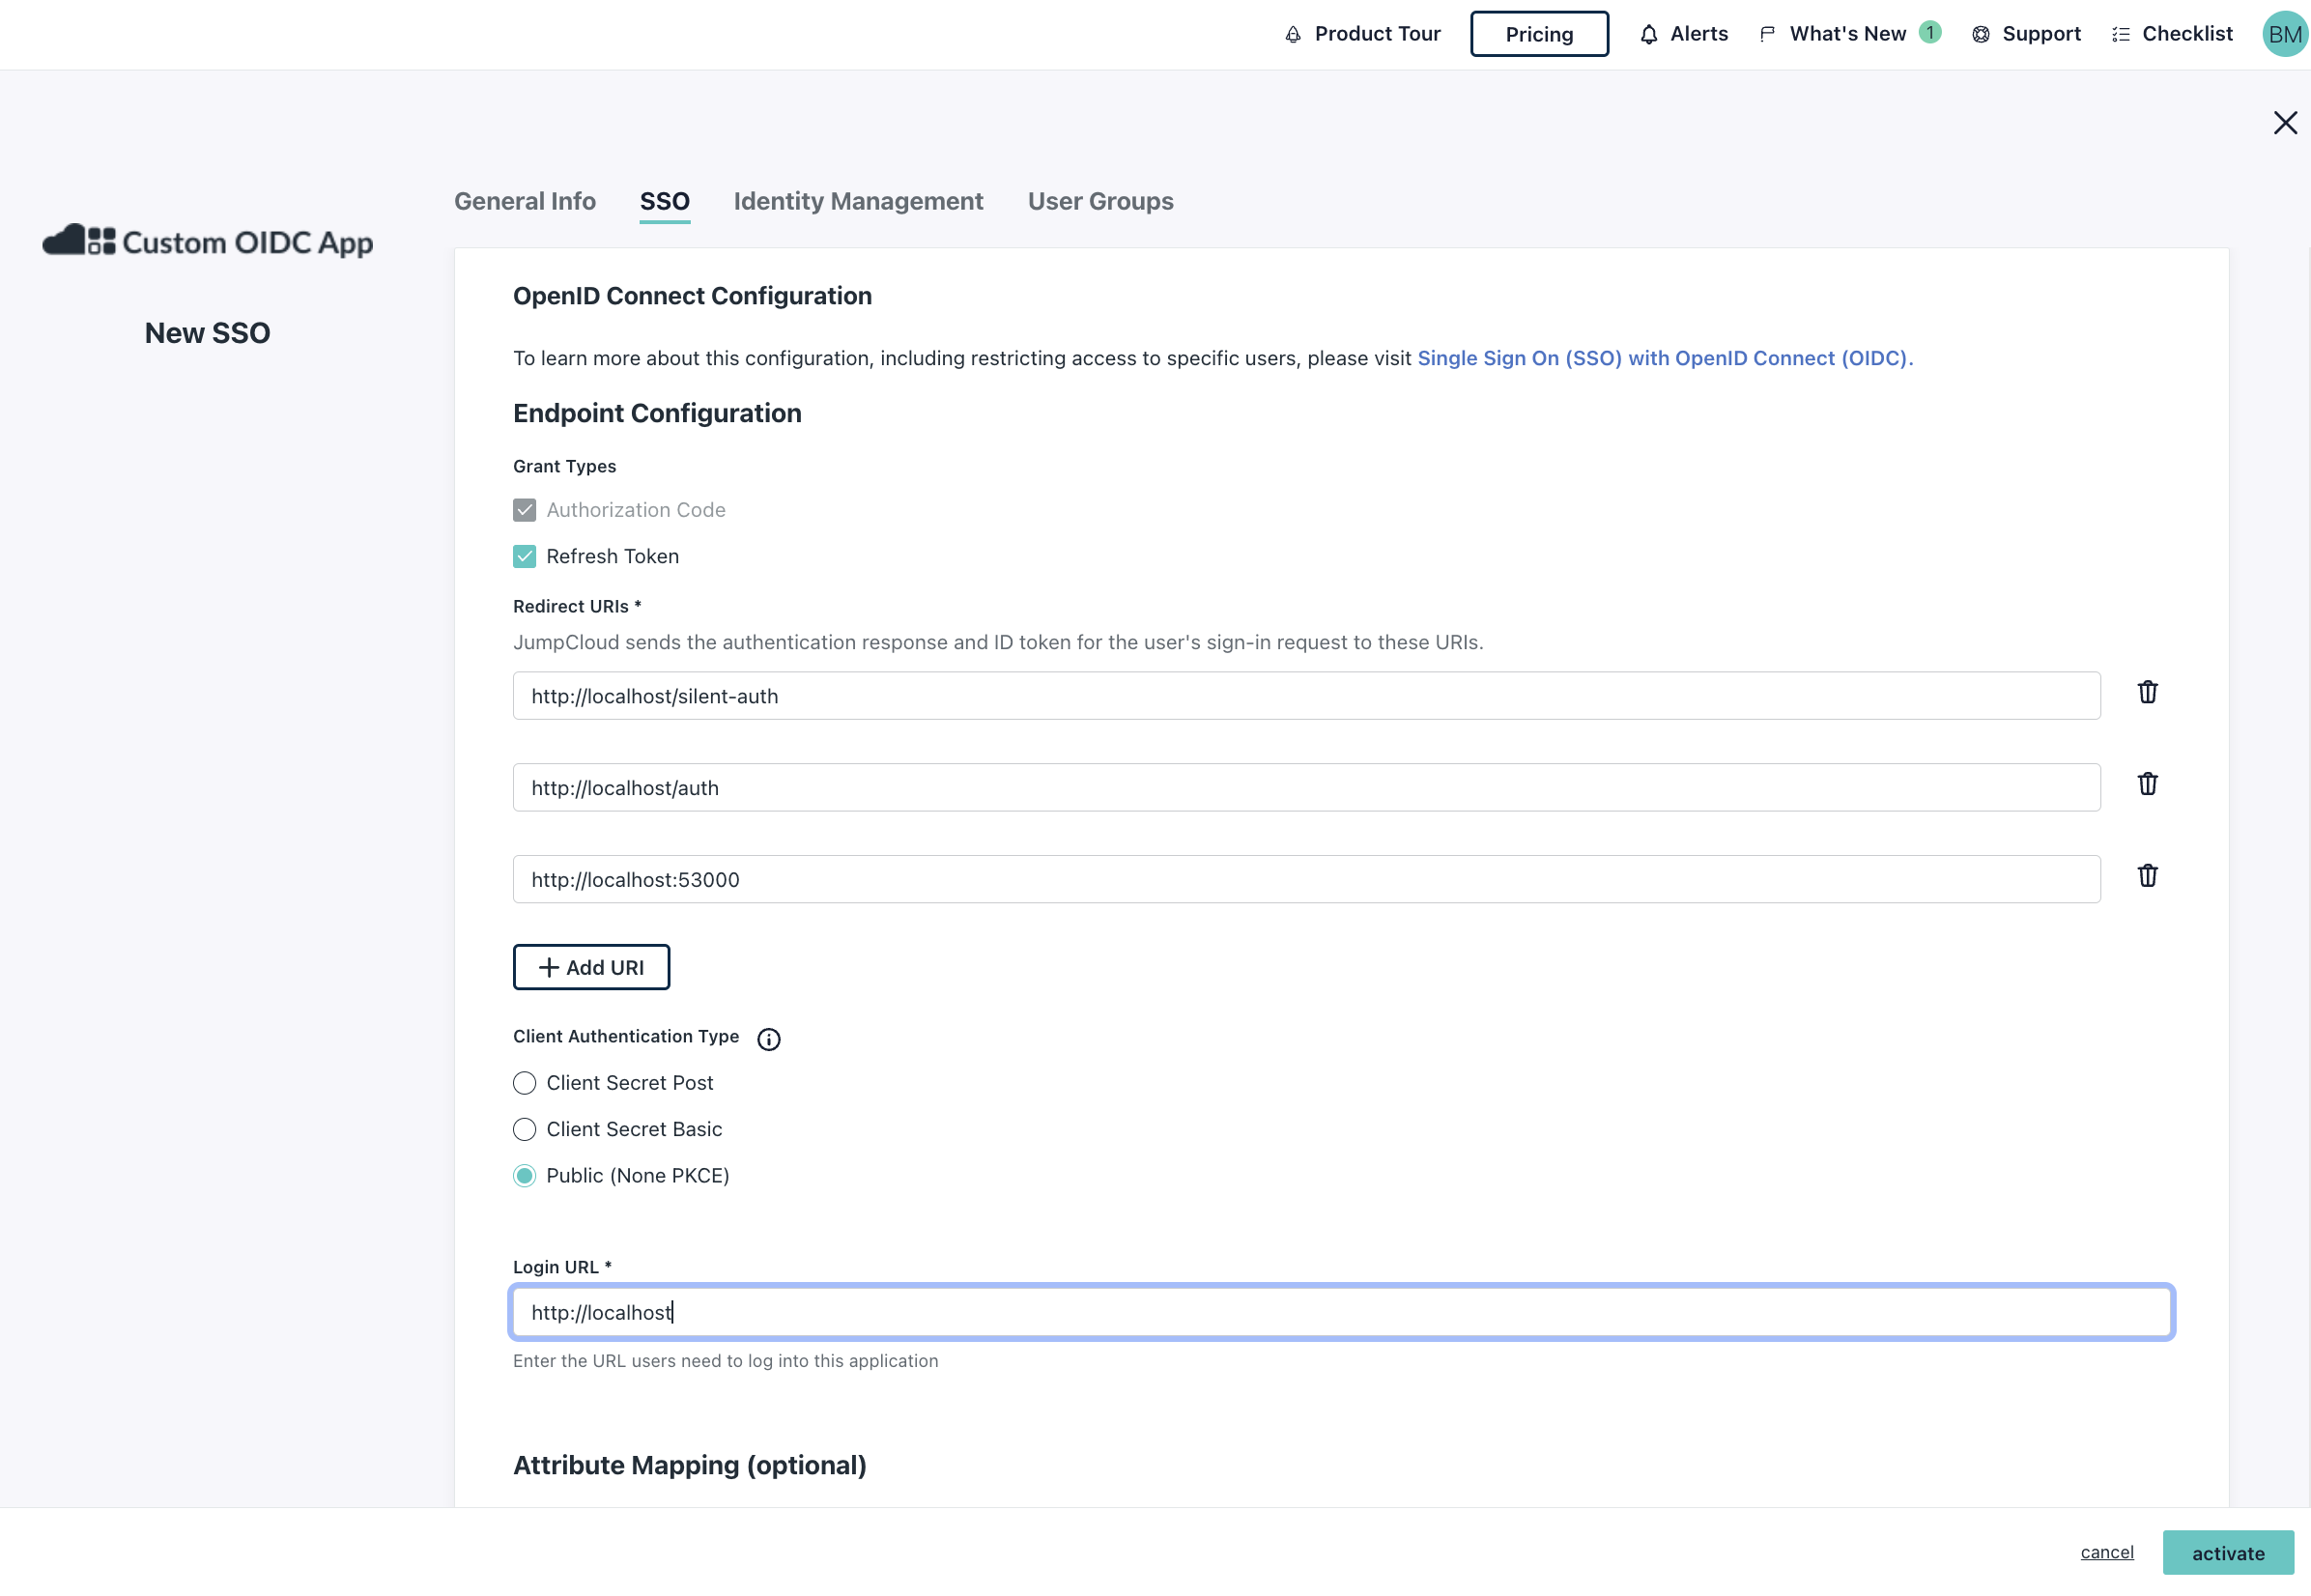 Product Tour
Pricing
Alerts
What's New 1
Support
Checklist
BM
Custom OIDC App
New SSO
General Info
SSO
Identity Management
User Groups
OpenID Connect Configuration
To learn more about this configuration, including restricting access to specific users, please visit Single Sign On (SSO) with OpenID Connect (OIDC).
Endpoint Configuration
Grant Types
Authorization Code
Refresh Token
Redirect URIs *
JumpCloud sends the authentication response and ID token for the user's sign-in request to these URIs.
http://localhost/silent-auth
http://localhost/auth
http://localhost:53000
Add URI
Client Authentication Type
Client Secret Post
Client Secret Basic
Public (None PKCE)
Login URL *
http://localhost
Enter the URL users need to log into this application
Attribute Mapping (optional)
cancel
activate